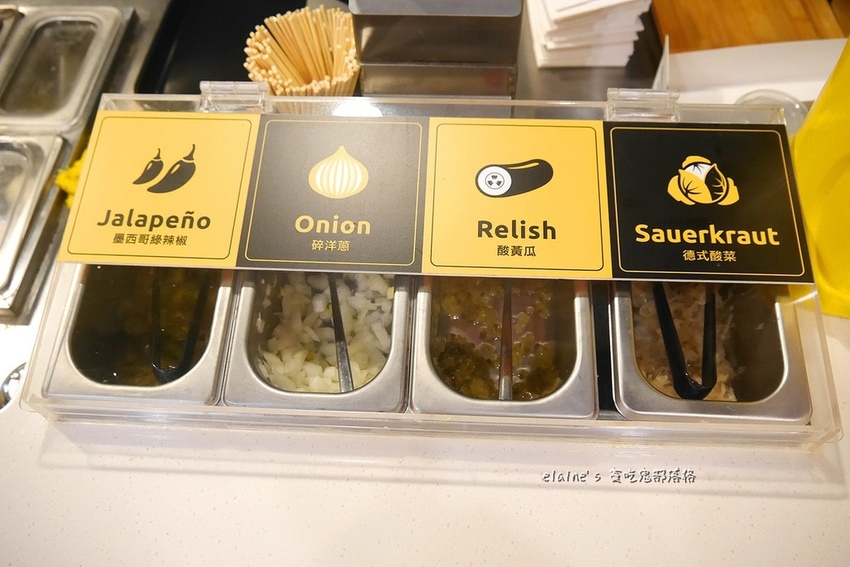 Jalapeño
墨西哥綠辣椒
Onion
碎洋蔥
Relish
酸黃瓜
Sauerkraut
德式酸菜
elaine's 貪吃鬼部落格